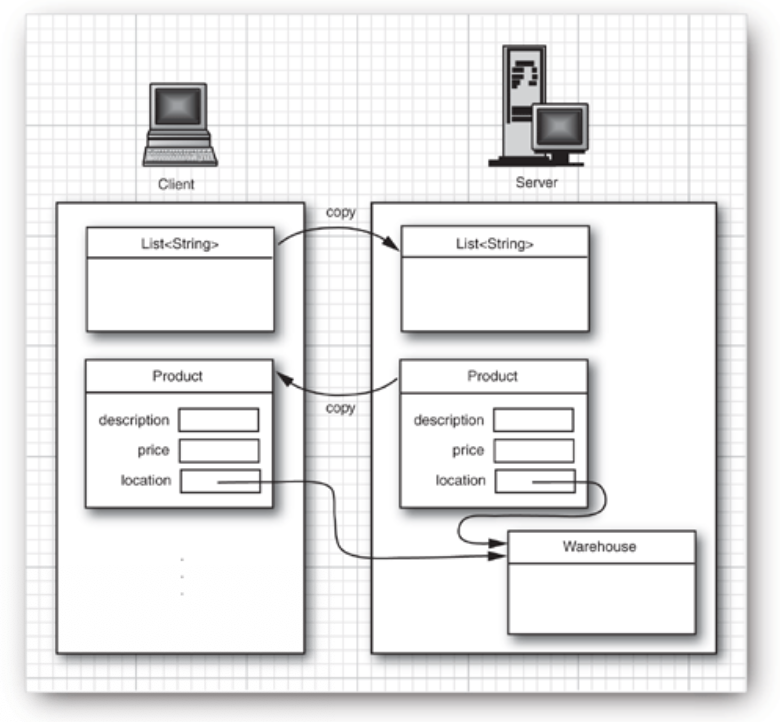 Client
Server
copy
List<String>
List<String>
Product
description
price
location
copy
Product
description
price
location
Warehouse